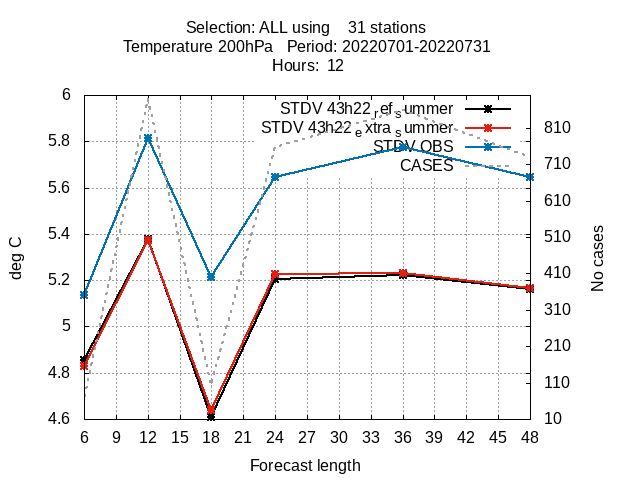 Selection: ALL using 31 stations
Temperature 200hPa Period: 20220701-20220731
Hours: 12
STDV 43h22_ref_summer
STDV 43h22_extra_summer
STDV OBS
CASES
6
5.8
5.6
5.4
5.2
5
4.8
4.6
810
710
610
510
410
310
210
110
10
deg C
No cases
6 9 12 15 18 21 24 27 30 33 36 39 42 45 48
Forecast length